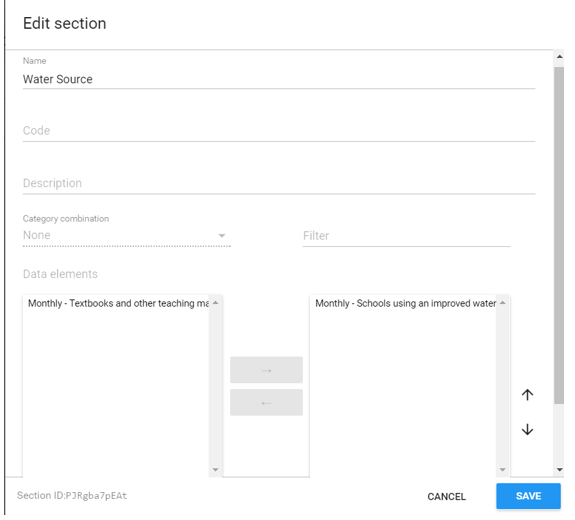 Edit section
Name
Water Source
Code
Description
Category combination
None
Filter
Data elements
Monthly - Textbooks and other teaching ma
Monthly - Schools using an improved water
→
←
↑
↓
Section ID:PJRgba7pEAt
CANCEL
SAVE